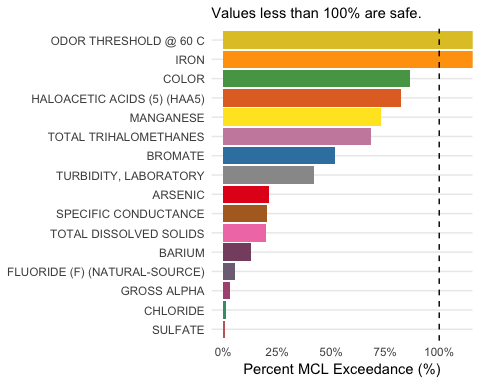 Values less than 100% are safe.
ODOR THRESHOLD @ 60 C
IRON
COLOR
HALOACETIC ACIDS (5) (HAA5)
MANGANESE
TOTAL TRIHALOMETHANES
BROMATE
TURBIDITY, LABORATORY
ARSENIC
SPECIFIC CONDUCTANCE
TOTAL DISSOLVED SOLIDS
BARIUM
FLUORIDE (F) (NATURAL-SOURCE)
GROSS ALPHA
CHLORIDE
SULFATE
0% 25% 50% 75% 100%
Percent MCL Exceedance (%)